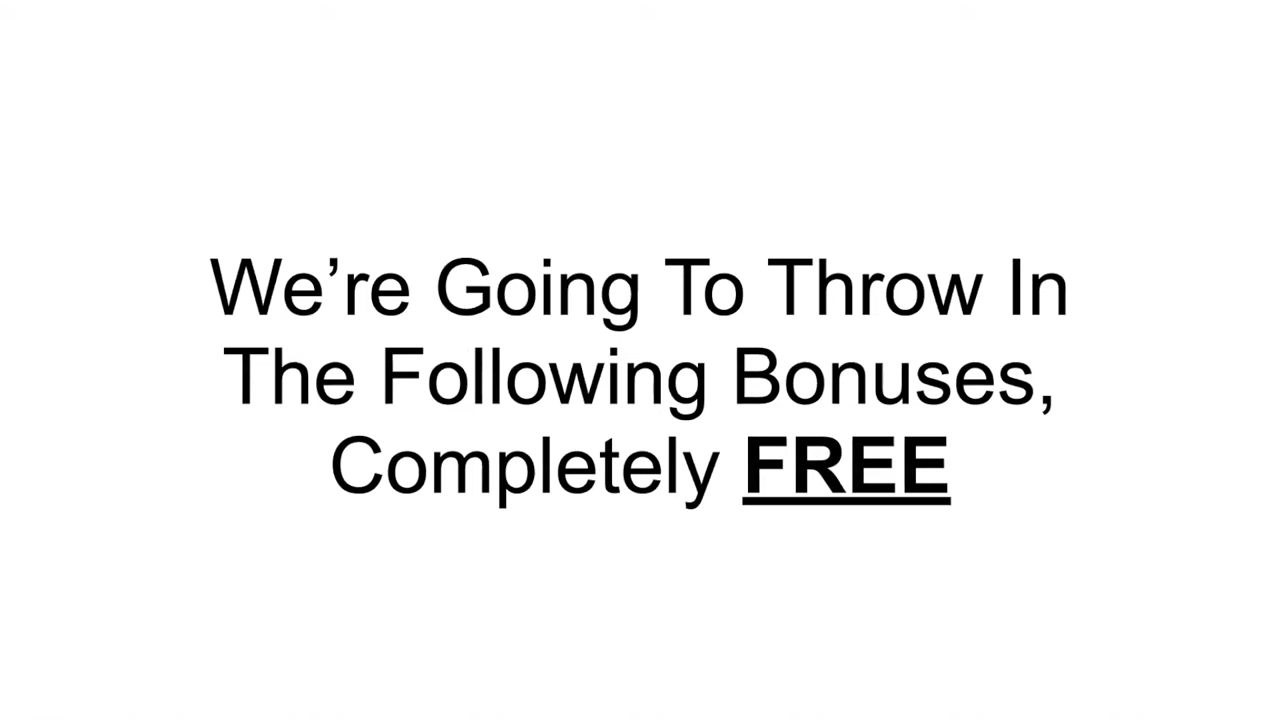 We’re Going To Throw In
The Following Bonuses,
Completely FREE